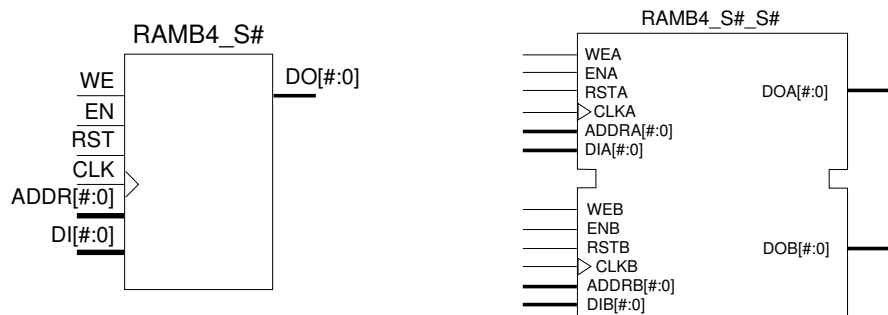 RAMB4_S#
WE
EN
RST
CLK
ADDR[#:0]
DI[#:0]
DO[#:0]
RAMB4_S#_S#
WEA
ENA
RSTA
CLKA
ADDRA[#:0]
DIA[#:0]
DOA[#:0]
WEB
ENB
RSTB
CLKB
ADDRB[#:0]
DIB[#:0]
DOB[#:0]